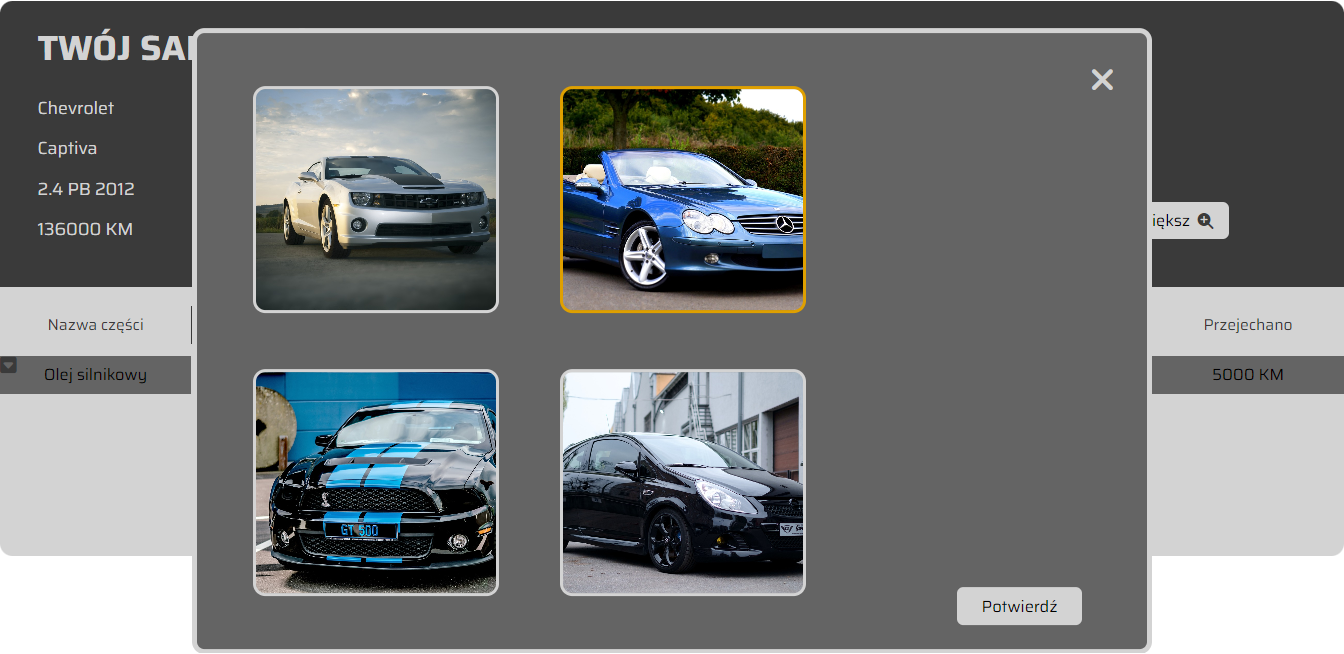 TWÓJ SA
Chevrolet
Captiva
2.4 PB 2012
136000 KM
iększ
Nazwa części
Przejechano
Olej silnikowy
5000 KM
GT 500
Potwierdź